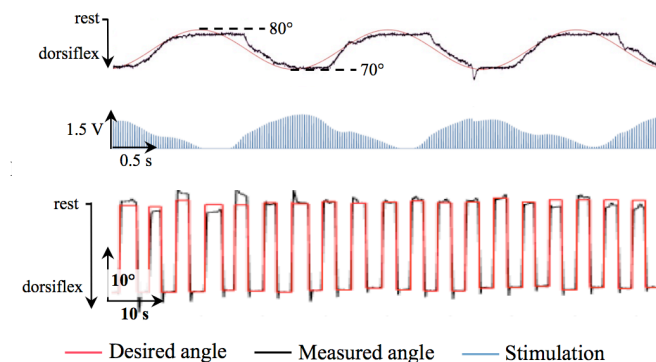 rest
80°
dorsiflex
70°
1.5 V
0.5 s
rest
10°
dorsiflex
10 s
Desired angle Measured angle Stimulation